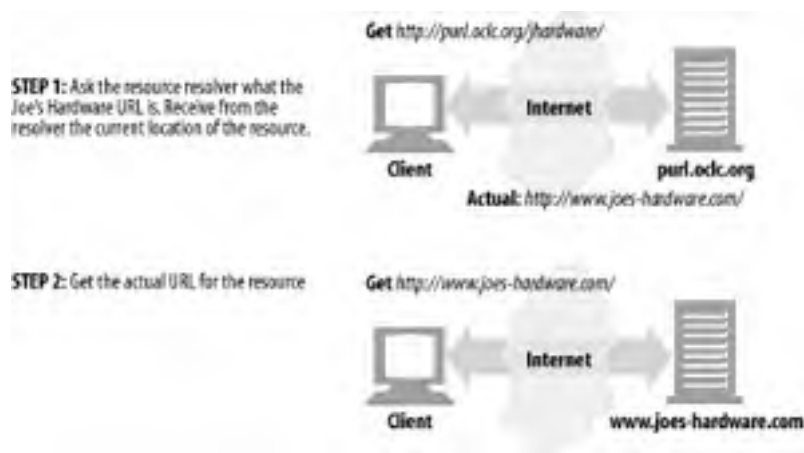 Get http://purl.oclc.org/jhardware/
STEP 1: Ask the resource resolver what the
Joe's Hardware URL is. Receive from the
resolver the current location of the resource.
Internet
Client
purl.oclc.org
Actual: http://www.joes-hardware.com/
STEP 2: Get the actual URL for the resource
Get http://www.joes-hardware.com/
Internet
Client
www.joes-hardware.com